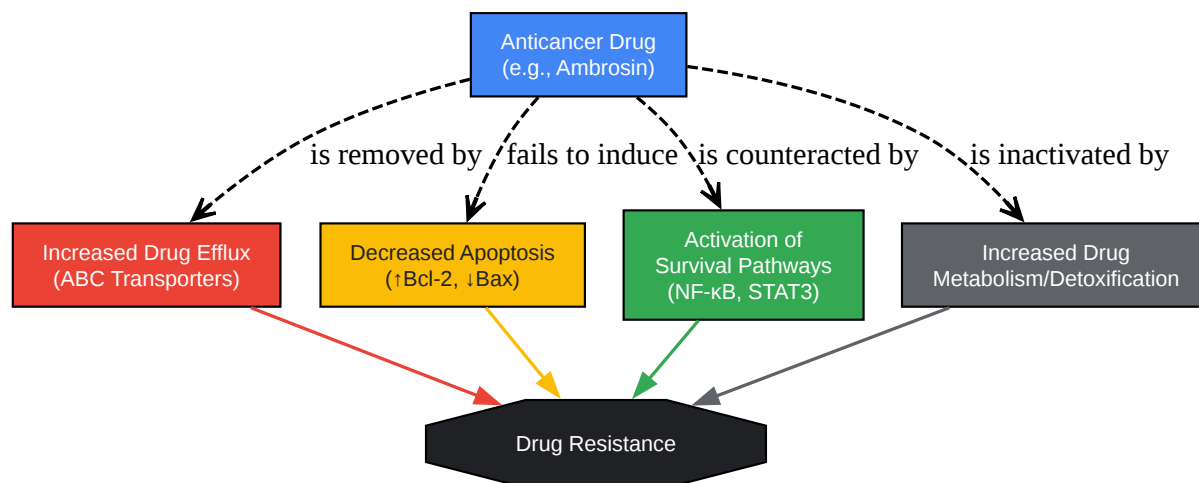 Anticancer Drug
(e.g., Ambrosin)
is removed by
fails to induce
is counteracted by
is inactivated by
Increased Drug Efflux
(ABC Transporters)
Decreased Apoptosis
(↑Bcl-2, ↓Bax)
Activation of
Survival Pathways
(NF-κB, STAT3)
Increased Drug
Metabolism/Detoxification
Drug Resistance